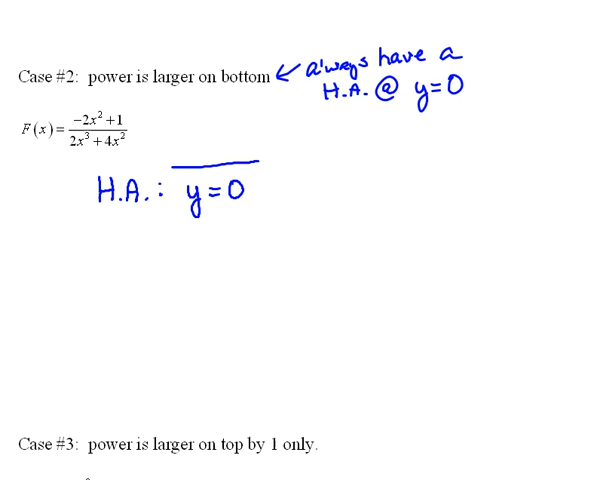 Case #2: power is larger on bottom ← always have a
H.A. @ y=0
F(x) = (-2x² + 1)/(2x³ + 4x²)
H.A.: y=0
Case #3: power is larger on top by 1 only.